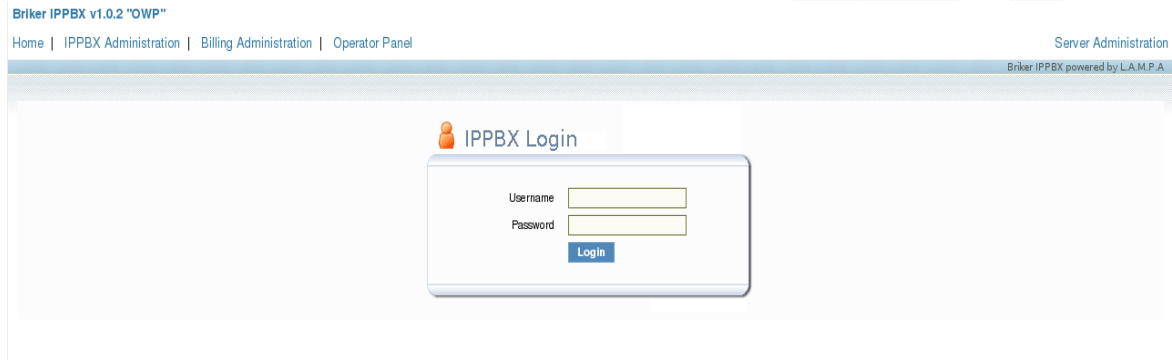 Briker IPPBX v1.0.2 "OWP"
Home | IPPBX Administration | Billing Administration | Operator Panel
Server Administration
Briker IPPBX powered by L.A.M.P.A
IPPBX Login
Username
Password
Login